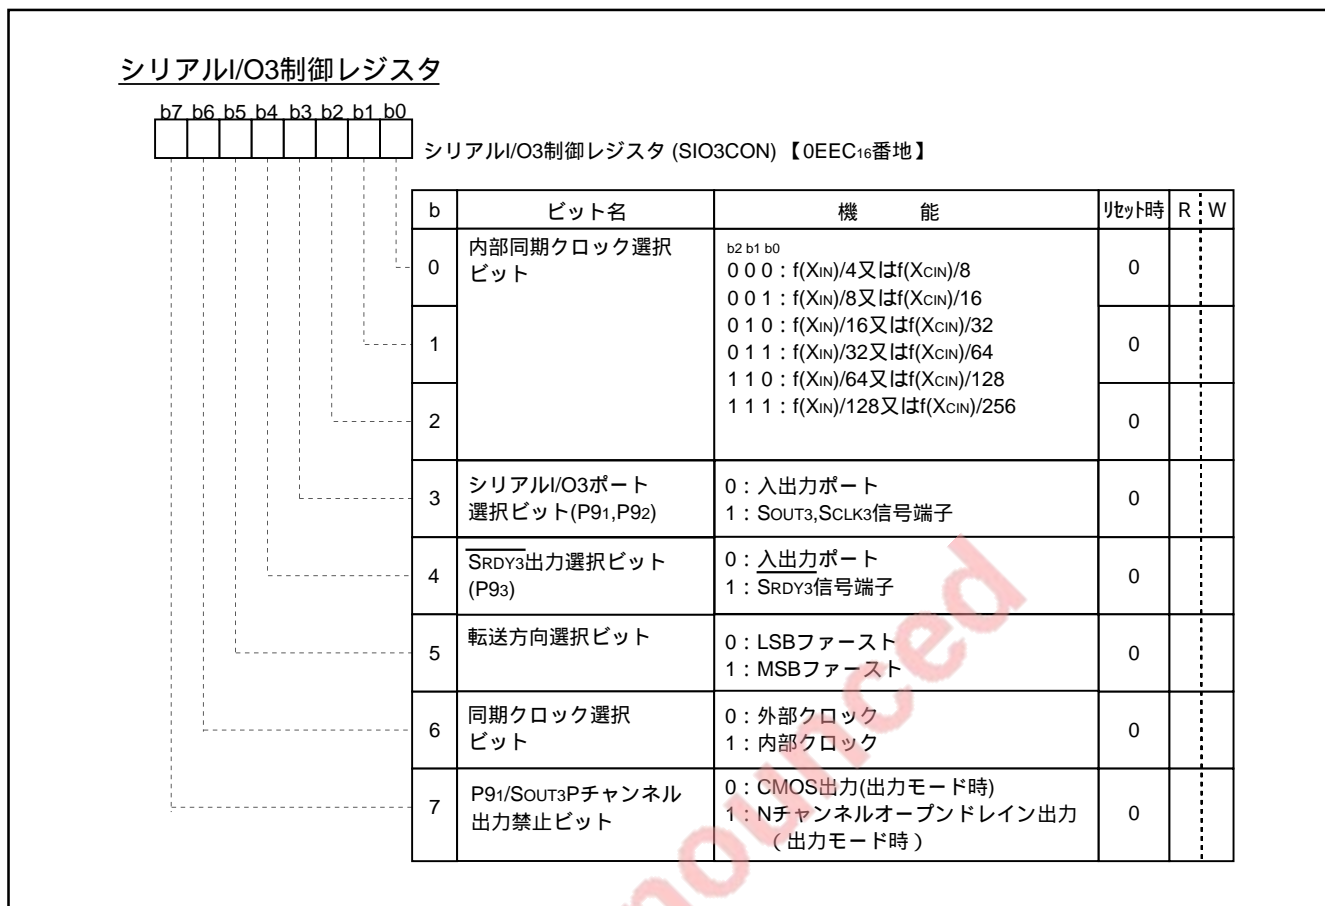 シリアルI/O3制御レジスタ
b7 b6 b5 b4 b3 b2 b1 b0
シリアルI/O3制御レジスタ (SIO3CON) 【0EEC16番地】
b ビット名 機 能 リセット時 R W
0 内部同期クロック選択
ビット
b2 b1 b0
0 0 0 : f(XIN)/4又はf(XCIN)/8
0 0 1 : f(XIN)/8又はf(XCIN)/16
0 1 0 : f(XIN)/16又はf(XCIN)/32
0 1 1 : f(XIN)/32又はf(XCIN)/64
1 1 0 : f(XIN)/64又はf(XCIN)/128
1 1 1 : f(XIN)/128又はf(XCIN)/256
0
1 0
2 0
3 シリアルI/O3ポート
選択ビット(P91,P92)
0 : 入出力ポート
1 : SOUT3,SCLK3信号端子
0
4 SRDY3出力選択ビット
(P93)
0 : 入出力ポート
1 : SRDY3信号端子
0
5 転送方向選択ビット
0 : LSBファースト
1 : MSBファースト
0
6 同期クロック選択
ビット
0 : 外部クロック
1 : 内部クロック
0
7 P91/SOUT3Pチャンネル
出力禁止ビット
0 : CMOS出力(出力モード時)
1 : Nチャンネルオープンドレイン出力
(出力モード時)
0
nounced